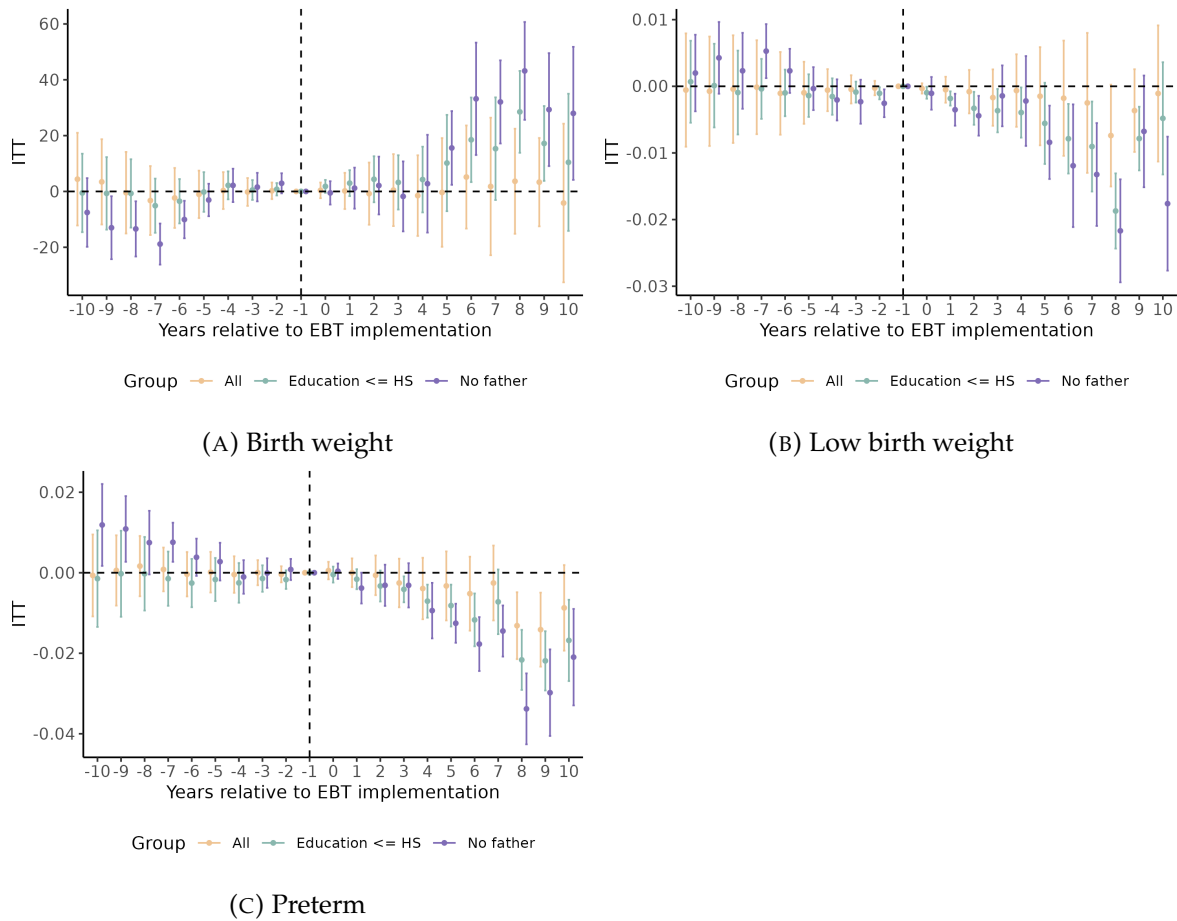 ITT
60
40
20
0
-20
-10 -9 -8 -7 -6 -5 -4 -3 -2 -1 0 1 2 3 4 5 6 7 8 9 10
Years relative to EBT implementation
Group All Education <= HS No father
(A) Birth weight
ITT
0.01
0.00
-0.01
-0.02
-0.03
-10 -9 -8 -7 -6 -5 -4 -3 -2 -1 0 1 2 3 4 5 6 7 8 9 10
Years relative to EBT implementation
Group All Education <= HS No father
(B) Low birth weight
ITT
0.02
0.00
-0.02
-0.04
-10 -9 -8 -7 -6 -5 -4 -3 -2 -1 0 1 2 3 4 5 6 7 8 9 10
Years relative to EBT implementation
Group All Education <= HS No father
(C) Preterm